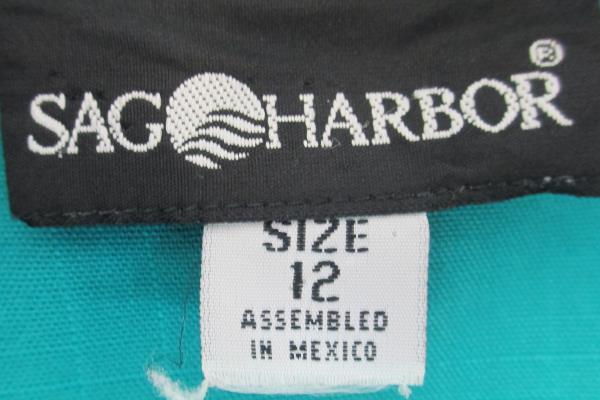 SAG HARBOR®
SIZE
12
ASSEMBLED
IN MEXICO